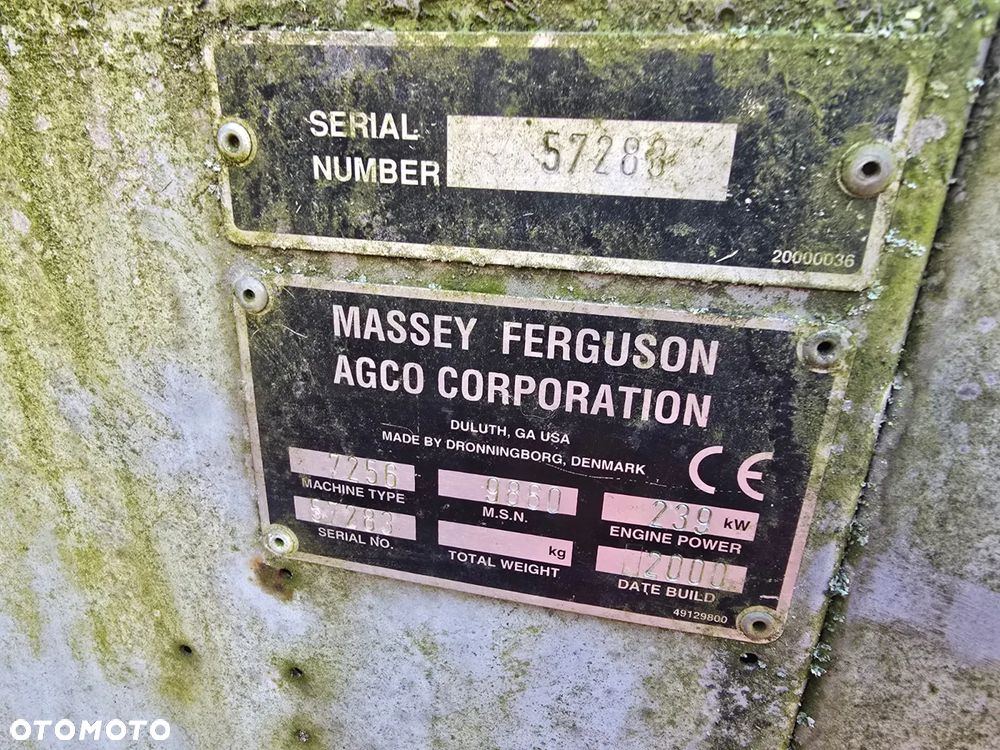 SERIAL
NUMBER 57283
20000036
MASSEY FERGUSON
AGCO CORPORATION
DULUTH, GA USA
MADE BY DRONNINGBORG, DENMARK
CE
7256 9860 239 kW
MACHINE TYPE M.S.N. ENGINE POWER
57283 kg 2000
SERIAL NO. TOTAL WEIGHT DATE BUILD
49129800
OTOMOTO